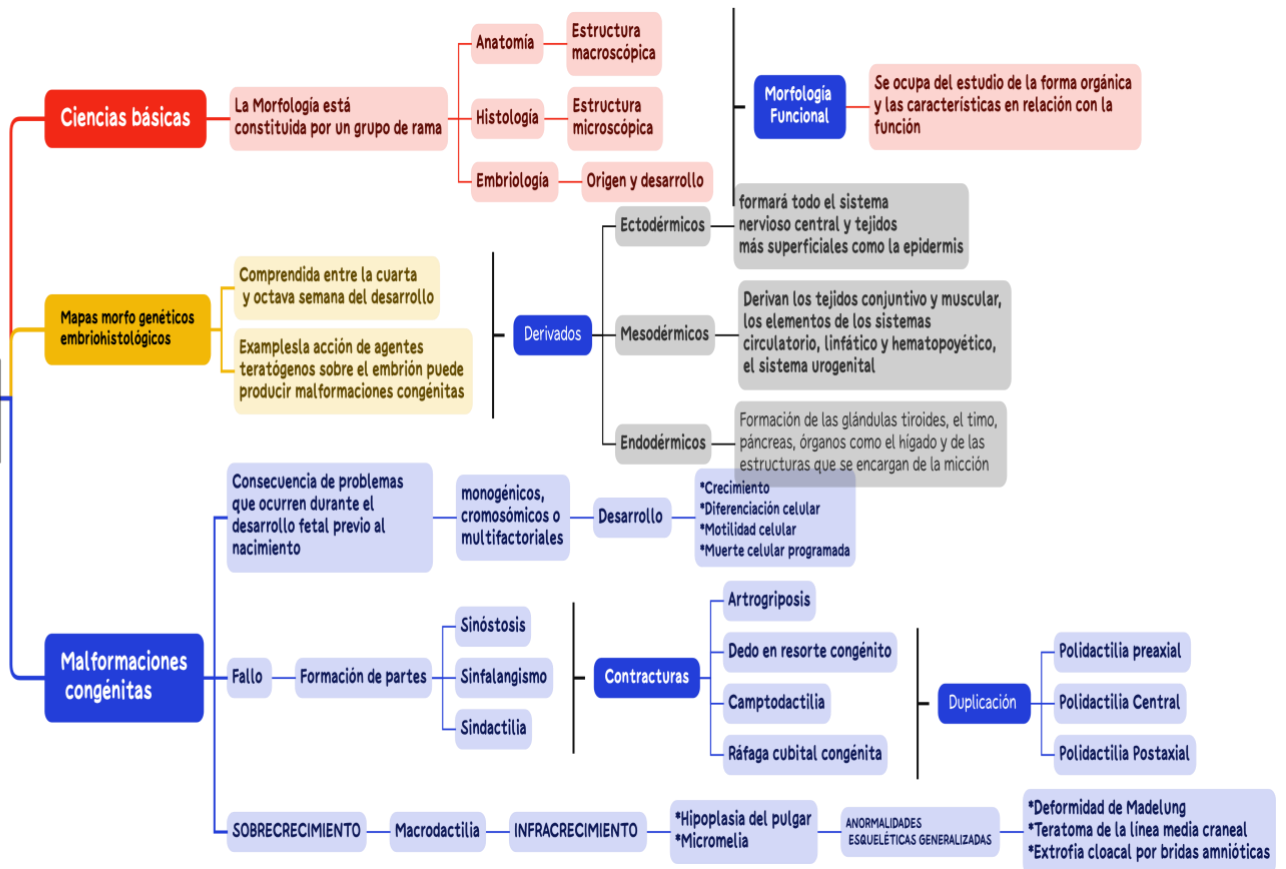 Ciencias básicas
La Morfología está
constituida por un grupo de rama
Anatomía
Estructura
macroscópica
Histología
Estructura
microscópica
Embriología
Origen y desarrollo
Morfología
Funcional
Se ocupa del estudio de la forma orgánica
y las características en relación con la
función
Mapas morfo genéticos
embriohistológicos
Comprendida entre la cuarta
y octava semana del desarrollo
Examplesla acción de agentes
teratógenos sobre el embrión puede
producir malformaciones congénitas
Derivados
Ectodérmicos
formará todo el sistema
nervioso central y tejidos
más superficiales como la epidermis
Mesodérmicos
Derivan los tejidos conjuntivo y muscular,
los elementos de los sistemas
circulatorio, linfático y hematopoyético,
el sistema urogenital
Endodérmicos
Formación de las glándulas tiroides, el timo,
páncreas, órganos como el hígado y de las
estructuras que se encargan de la micción
Malformaciones
congénitas
Consecuencia de problemas
que ocurren durante el
desarrollo fetal previo al
nacimiento
monogénicos,
cromosómicos o
multifactoriales
Desarrollo
*Crecimiento
*Diferenciación celular
*Motilidad celular
*Muerte celular programada
Fallo
Formación de partes
Sinóstosis
Sinfalangismo
Sindactilia
Contracturas
Artrogriposis
Dedo en resorte congénito
Camptodactilia
Ráfaga cubital congénita
Duplicación
Polidactilia preaxial
Polidactilia Central
Polidactilia Postaxial
SOBRECRECIMIENTO
Macrodactilia
INFRACRECIMIENTO
*Hipoplasia del pulgar
*Micromelia
ANORMALIDADES
ESQUELÉTICAS GENERALIZADAS
*Deformidad de Madelung
*Teratoma de la línea media craneal
*Extrofia cloacal por bridas amnióticas